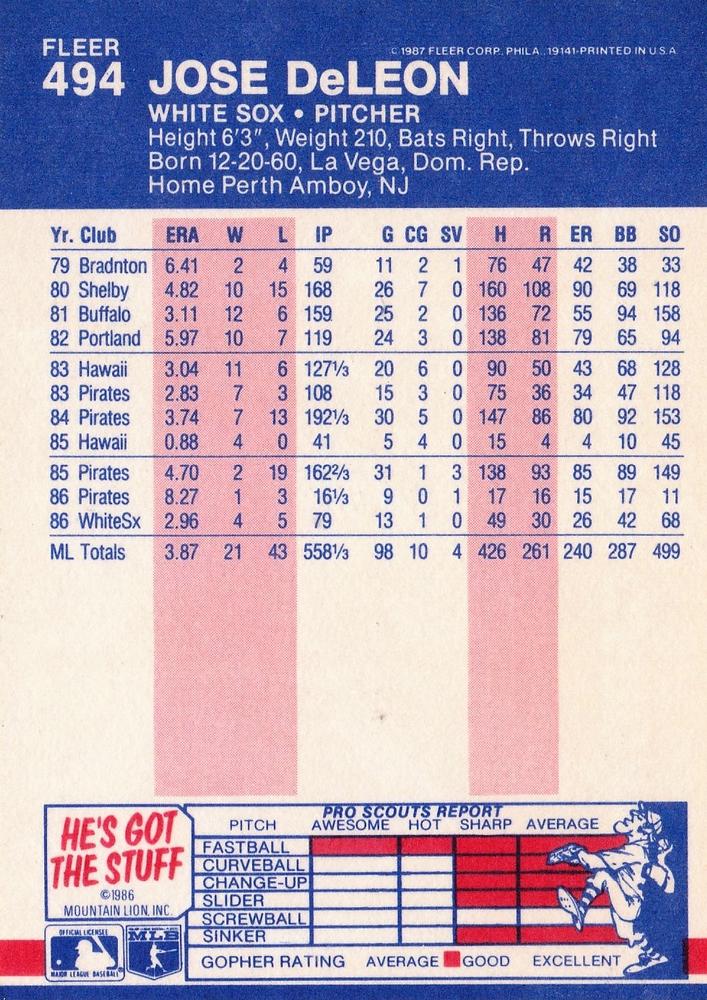 FLEER
© 1987 FLEER CORP. PHILA., 19141-PRINTED IN U.S.A
494 JOSE DeLEON
WHITE SOX • PITCHER
Height 6'3", Weight 210, Bats Right, Throws Right
Born 12-20-60, La Vega, Dom. Rep.
Home Perth Amboy, NJ
Yr. Club ERA W L IP G CG SV H R ER BB SO
79 Bradnton 6.41 2 4 59 11 2 1 76 47 42 38 33
80 Shelby 4.82 10 15 168 26 7 0 160 108 90 69 118
81 Buffalo 3.11 12 6 159 25 2 0 136 72 55 94 158
82 Portland 5.97 10 7 119 24 3 0 138 81 79 65 94
83 Hawaii 3.04 11 6 127⅓ 20 6 0 90 50 43 68 128
83 Pirates 2.83 7 3 108 15 3 0 75 36 34 47 118
84 Pirates 3.74 7 13 192⅓ 30 5 0 147 86 80 92 153
85 Hawaii 0.88 4 0 41 5 4 0 15 4 4 10 45
85 Pirates 4.70 2 19 162⅔ 31 1 3 138 93 85 89 149
86 Pirates 8.27 1 3 16⅓ 9 0 1 17 16 15 17 11
86 WhiteSx 2.96 4 5 79 13 1 0 49 30 26 42 68
ML Totals 3.87 21 43 558⅓ 98 10 4 426 261 240 287 499
HE'S GOT
THE STUFF
©1986
MOUNTAIN LION, INC.
OFFICIAL LICENSEE
MAJOR LEAGUE BASEBALL
MLB
PRO SCOUTS REPORT
PITCH AWESOME HOT SHARP AVERAGE
FASTBALL
CURVEBALL
CHANGE-UP
SLIDER
SCREWBALL
SINKER
GOPHER RATING AVERAGE GOOD EXCELLENT